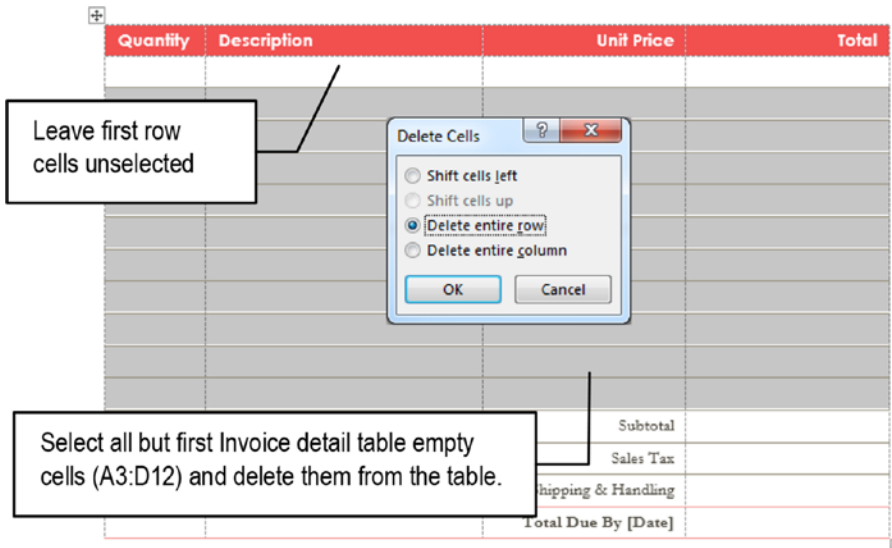 Quantity Description Unit Price Total
Leave first row
cells unselected
Delete Cells
Shift cells left
Shift cells up
Delete entire row
Delete entire column
OK Cancel
Select all but first Invoice detail table empty
cells (A3:D12) and delete them from the table.
Subtotal
Sales Tax
Shipping & Handling
Total Due By [Date]